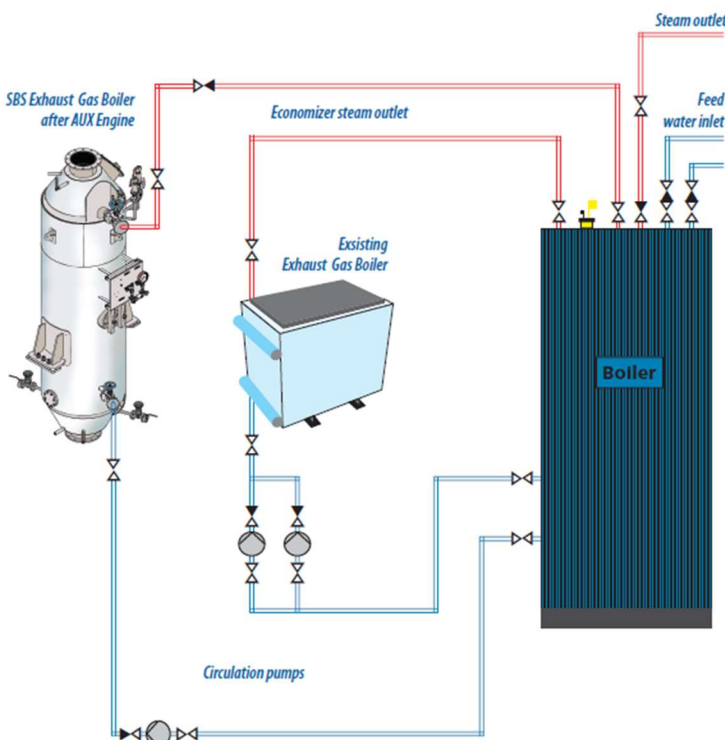 Steam outlet
SBS Exhaust Gas Boiler
after AUX Engine
Economizer steam outlet
Feed
water inlet
Exsisting
Exhaust Gas Boiler
Boiler
Circulation pumps